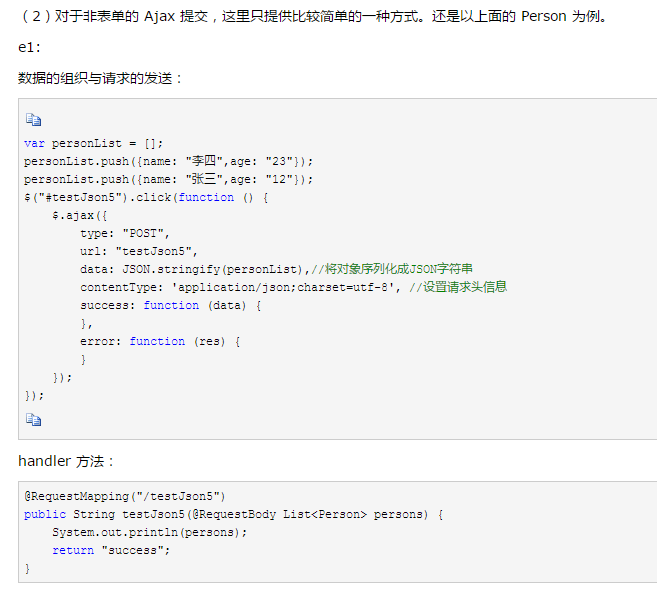 （2）对于非表单的 Ajax 提交，这里只提供比较简单的一种方式。还是以上面的 Person 为例。
e1:
数据的组织与请求的发送：
var personList = [];
personList.push({name: "李四",age: "23"});
personList.push({name: "张三",age: "12"});
$("#testJson5").click(function () {
    $.ajax({
        type: "POST",
        url: "testJson5",
        data: JSON.stringify(personList),//将对象序列化成JSON字符串
        contentType: 'application/json;charset=utf-8', //设置请求头信息
        success: function (data) {
        },
        error: function (res) {
        }
    });
});
handler 方法：
@RequestMapping("/testJson5")
public String testJson5(@RequestBody List<Person> persons) {
    System.out.println(persons);
    return "success";
}